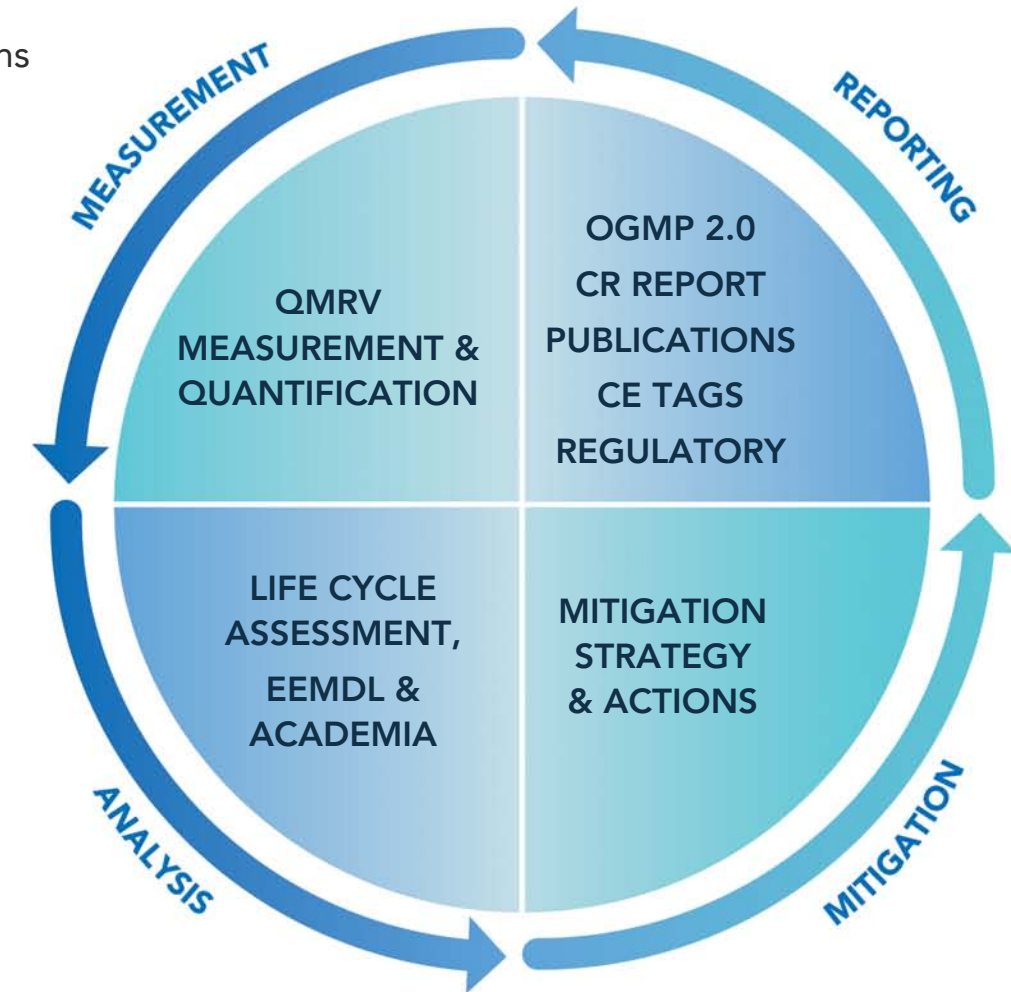 ns
MEASUREMENT
REPORTING
QMRV
MEASUREMENT &
QUANTIFICATION
OGMP 2.0
CR REPORT
PUBLICATIONS
CE TAGS
REGULATORY
LIFE CYCLE
ASSESSMENT,
EEMDL &
ACADEMIA
MITIGATION
STRATEGY
& ACTIONS
ANALYSIS
MITIGATION